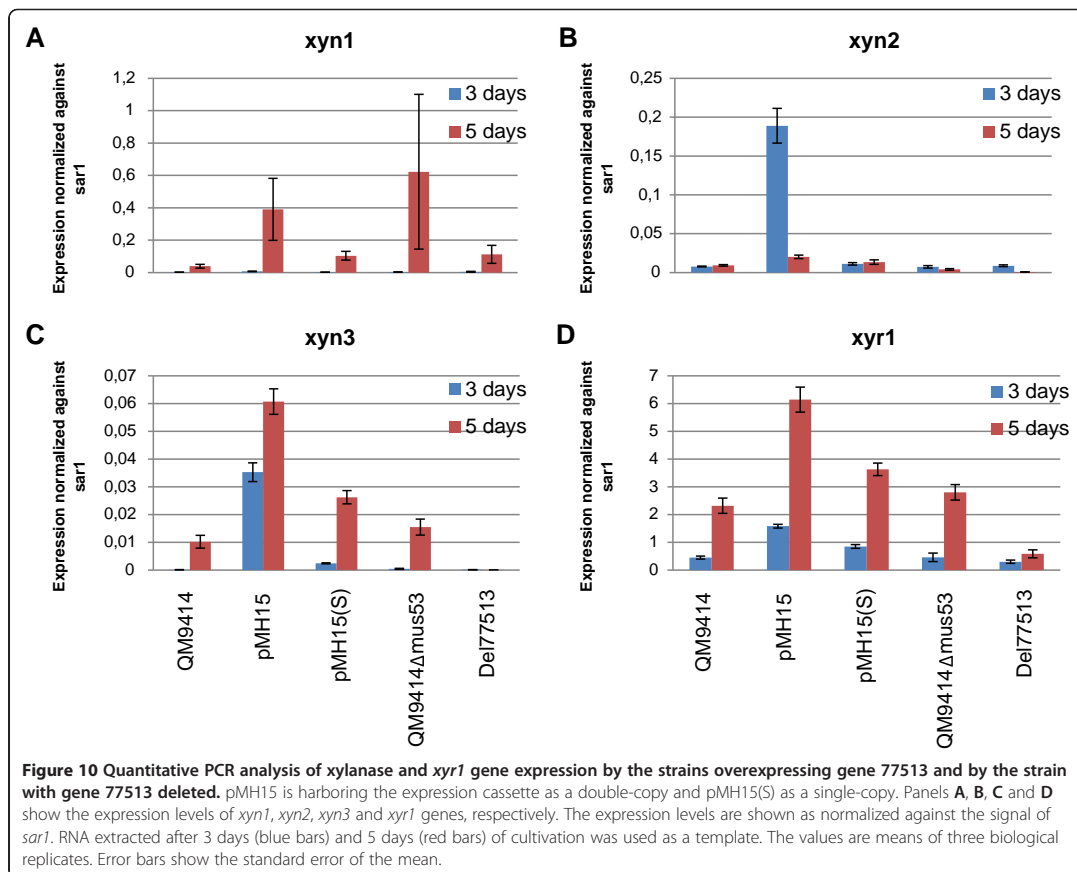 A
xyn1
Expression normalized against
sar1
1,2
1
0,8
0,6
0,4
0,2
0
3 days
5 days
B
xyn2
Expression normalized against
sar1
0,25
0,2
0,15
0,1
0,05
0
3 days
5 days
C
xyn3
Expression normalized against
sar1
0,07
0,06
0,05
0,04
0,03
0,02
0,01
0
3 days
5 days
QM9414
pMH15
pMH15(S)
QM9414Δmus53
Del77513
D
xyr1
Expression normalized against
sar1
7
6
5
4
3
2
1
0
3 days
5 days
QM9414
pMH15
pMH15(S)
QM9414Δmus53
Del77513
Figure 10 Quantitative PCR analysis of xylanase and xyr1 gene expression by the strains overexpressing gene 77513 and by the strain
with gene 77513 deleted. pMH15 is harboring the expression cassette as a double-copy and pMH15(S) as a single-copy. Panels A, B, C and D
show the expression levels of xyn1, xyn2, xyn3 and xyr1 genes, respectively. The expression levels are shown as normalized against the signal of
sar1. RNA extracted after 3 days (blue bars) and 5 days (red bars) of cultivation was used as a template. The values are means of three biological
replicates. Error bars show the standard error of the mean.